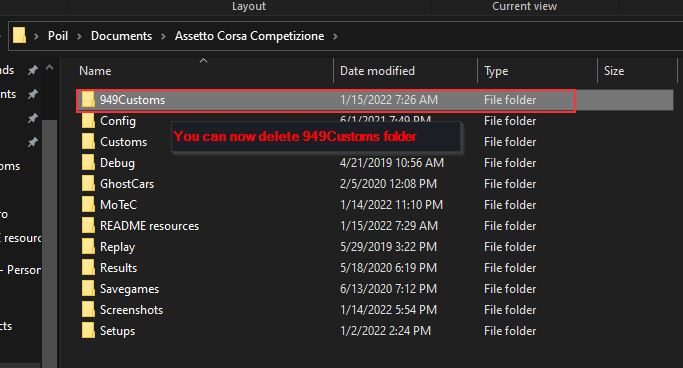 Layout
Current view
Poil > Documents > Assetto Corsa Competizione >
nds
Name
Date modified
Type
Size
ents
949Customs
1/15/2022 7:26 AM
File folder
Config
6/1/2021 7:49 PM
File folder
You can now delete 949Customs folder
Customs
File folder
oms
Debug
4/21/2019 10:56 AM
File folder
GhostCars
2/5/2020 12:08 PM
File folder
MoTeC
1/14/2022 11:10 PM
File folder
ro
README resources
1/15/2022 7:29 AM
File folder
resourc
Replay
5/29/2019 3:22 PM
File folder
- Person
Results
5/18/2020 6:19 PM
File folder
Savegames
6/13/2020 7:12 PM
File folder
Screenshots
1/14/2022 5:54 PM
File folder
cts
Setups
1/2/2022 2:24 PM
File folder